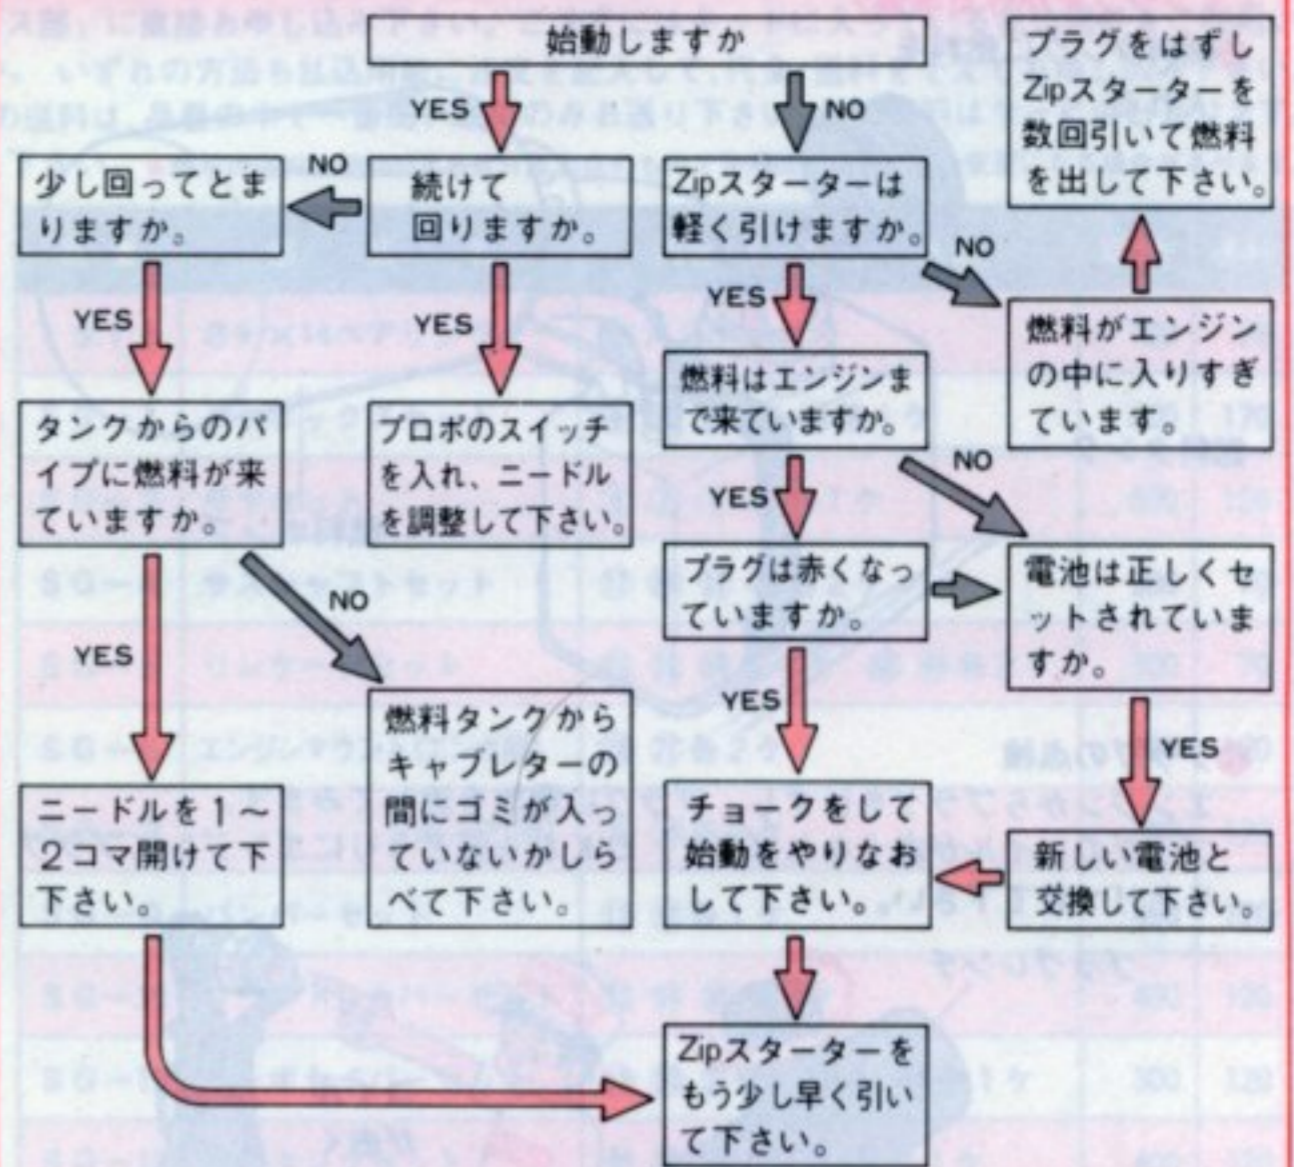 始動しますか
YES
NO
プラグをはずし
Zipスターターを
数回引いて燃料
を出して下さい。
少し回ってとま
りますか。
NO
続けて
回りますか。
Zipスターターは
軽く引けますか。
NO
YES
YES
YES
燃料がエンジン
の中に入りすぎ
ています。
燃料はエンジンま
で来ていますか。
タンクからのパ
イプに燃料が来
ていますか。
プロポのスイッチ
を入れ、ニードル
を調整して下さい。
NO
YES
プラグは赤くなっ
ていますか。
電池は正しくセ
ットされていま
すか。
NO
YES
YES
YES
燃料タンクから
キャブレターの
間にゴミが入っ
ていないかしら
べて下さい。
ニードルを1〜
2コマ開けて下
下さい。
チョークをして
始動をやりなお
して下さい。
新しい電池と
交換して下さい。
Zipスターターを
もう少し早く引い
て下さい。